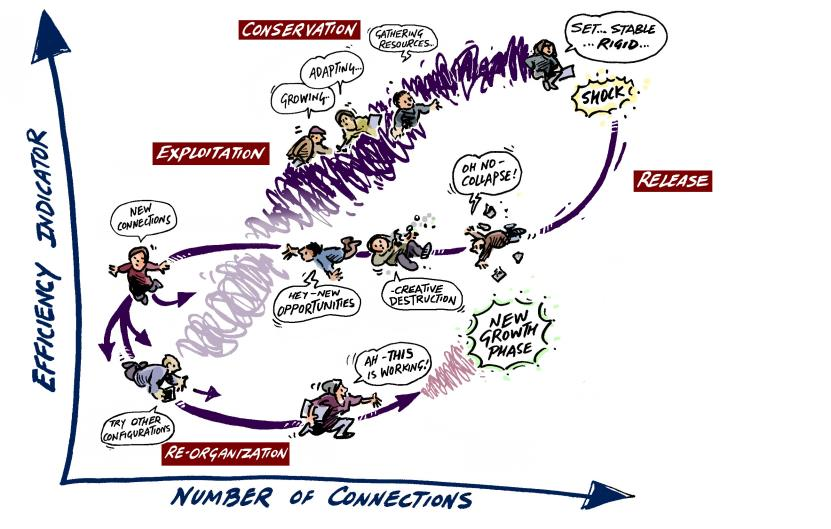 CONSERVATION
GATHERING
RESOURCES...
SET... STABLE
... RIGID...
ADAPTING...
GROWING..
SHOCK!
EXPLOITATION
OH NO-
COLLAPSE!
RELEASE
NEW
CONNECTIONS
HEY-NEW
OPPORTUNITIES
-CREATIVE
DESTRUCTION
NEW
GROWTH
PHASE
AH-THIS
IS WORKING!
TRY OTHER
CONFIGURATIONS
RE-ORGANIZATION
EFFICIENCY INDICATOR
NUMBER OF CONNECTIONS